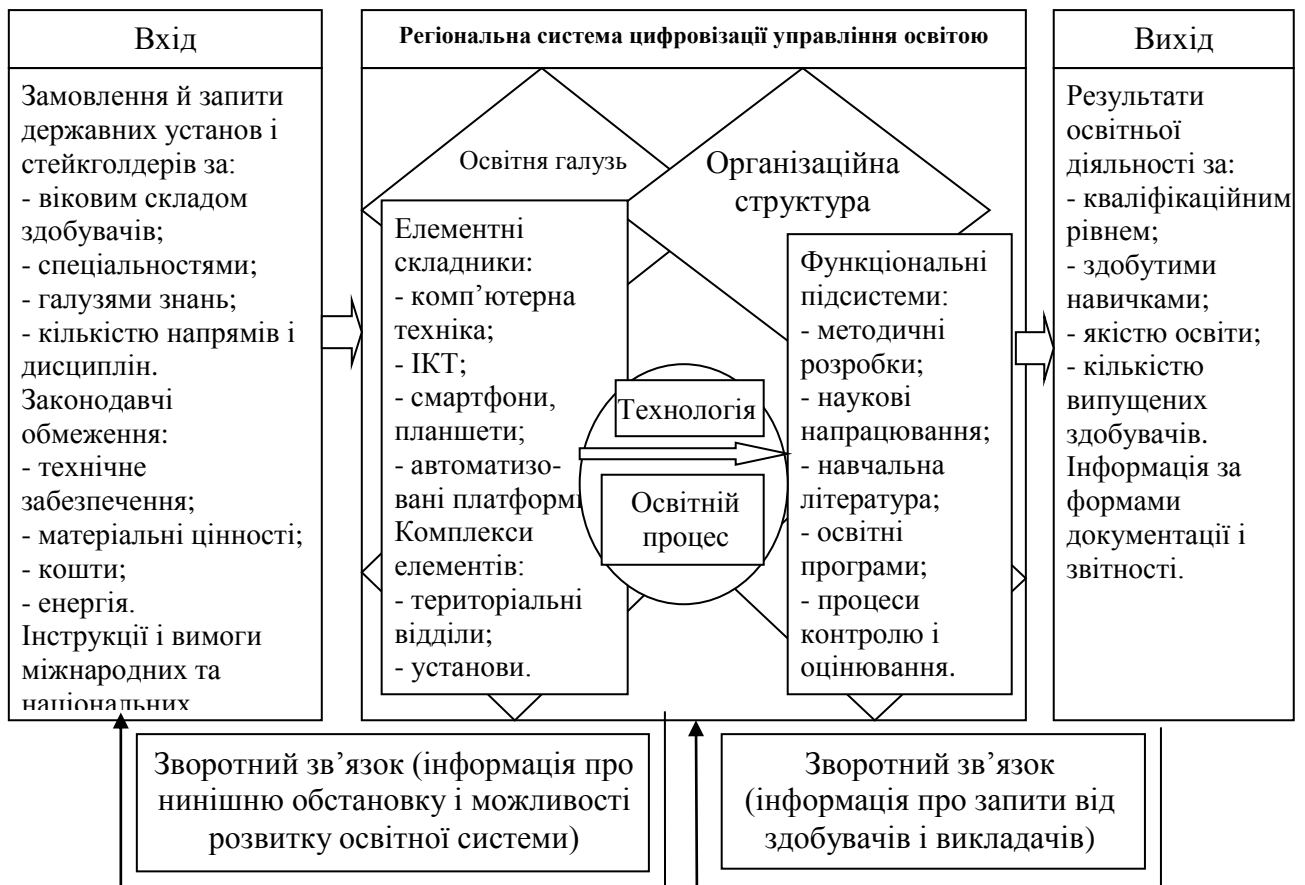 Вхід
Замовлення й запити
державних установ і
стейкголдерів за:
- віковим складом
здобувачів;
- спеціальностями;
- галузями знань;
- кількістю напрямів і
дисциплін.
Законодавчі
обмеження:
- технічне
забезпечення;
- матеріальні цінності;
- кошти;
- енергія.
Інструкції і вимоги
міжнародних та
національних
Регіональна система цифровізації управління освітою
Освітня галузь
Організаційна
структура
Елементні
складники:
- комп’ютерна
техніка;
- ІКТ;
- смартфони,
планшети;
- автоматизо-
вані платформи
Комплекси
елементів:
- територіальні
відділи;
- установи.
Технологія
Освітній
процес
Функціональні
підсистеми:
- методичні
розробки;
- наукові
напрацювання;
- навчальна
література;
- освітні
програми;
- процеси
контролю і
оцінювання.
Вихід
Результати
освітньої
діяльності за:
- кваліфікаційним
рівнем;
- здобутими
навичками;
- якістю освіти;
- кількістю
випущених
здобувачів.
Інформація за
формами
документації і
звітності.
Зворотний зв’язок (інформація про
нинішню обстановку і можливості
розвитку освітної системи)
Зворотний зв’язок
(інформація про запити від
здобувачів і викладачів)